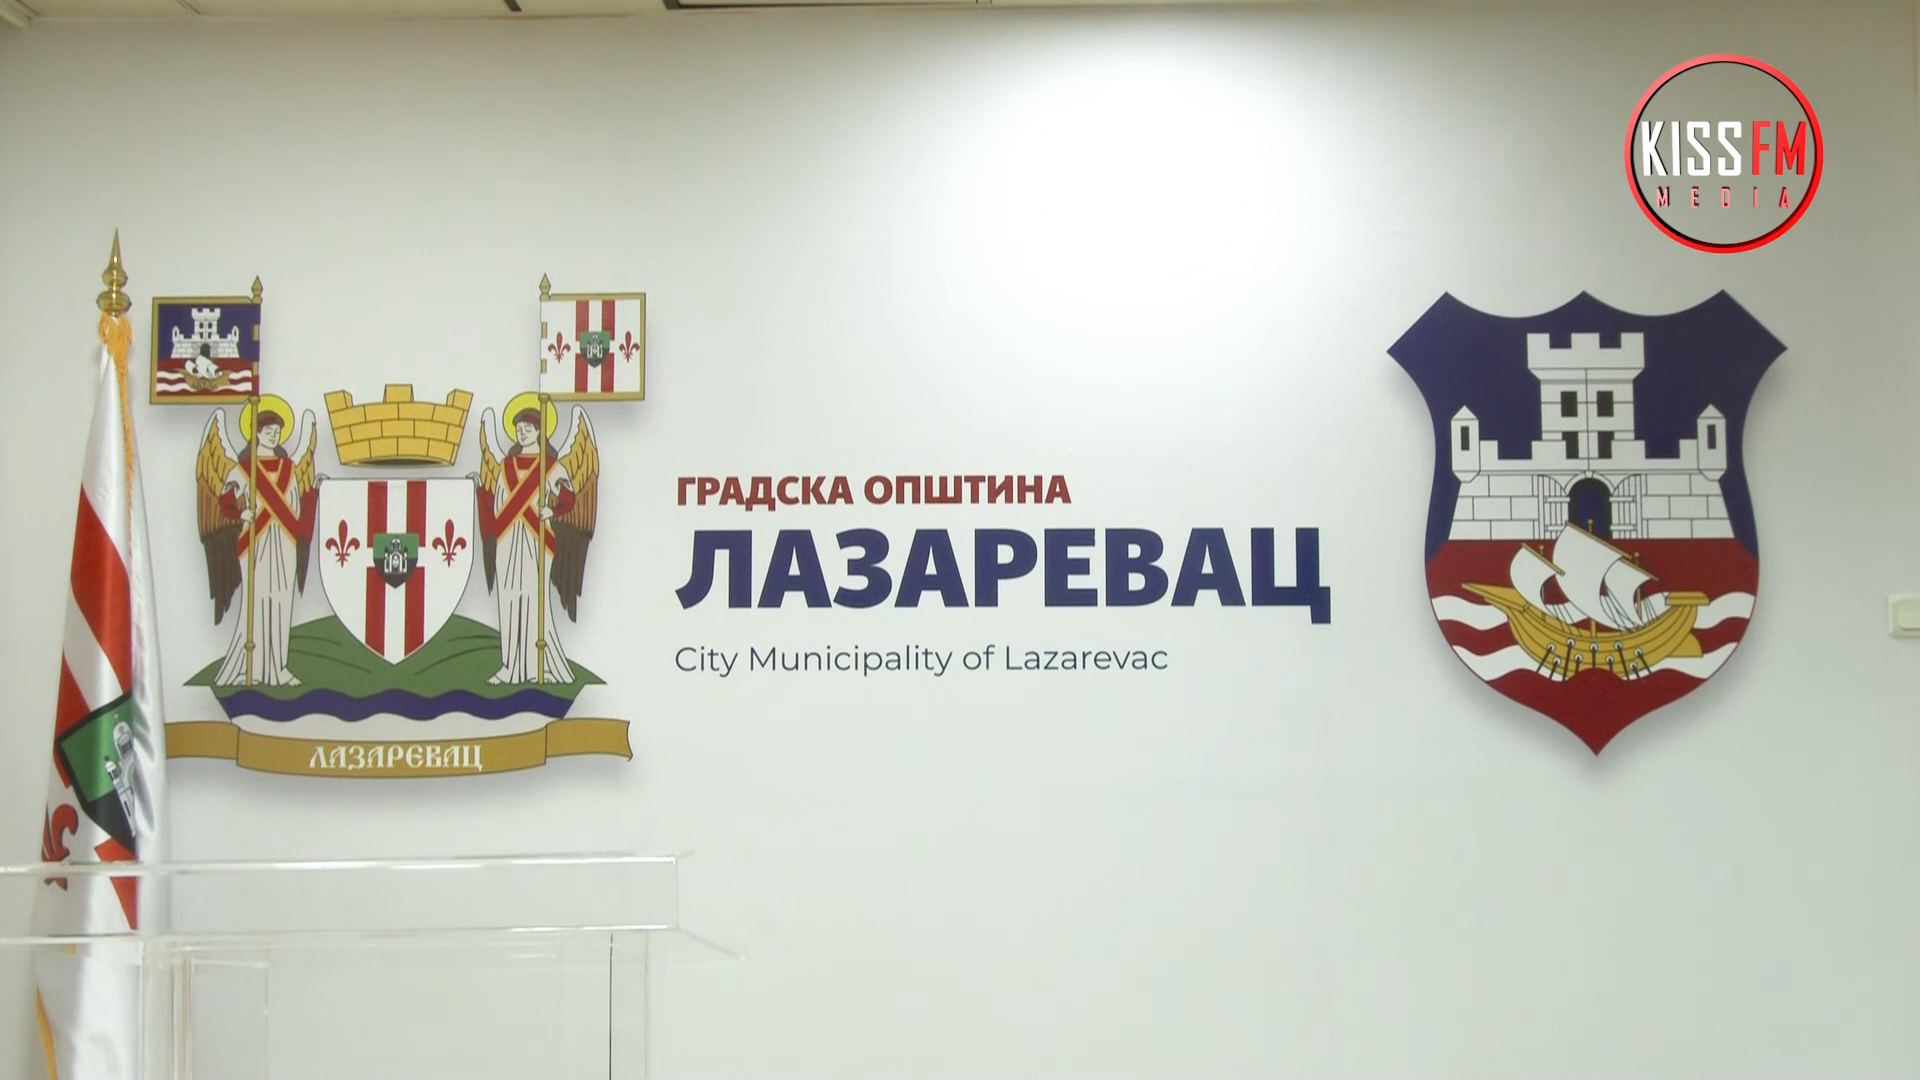 KISS FM
MEDIA
ГРАДСКА ОПШТИНА
ЛАЗАРЕВАЦ
City Municipality of Lazarevac
ЛАЗАРЕВАЦ